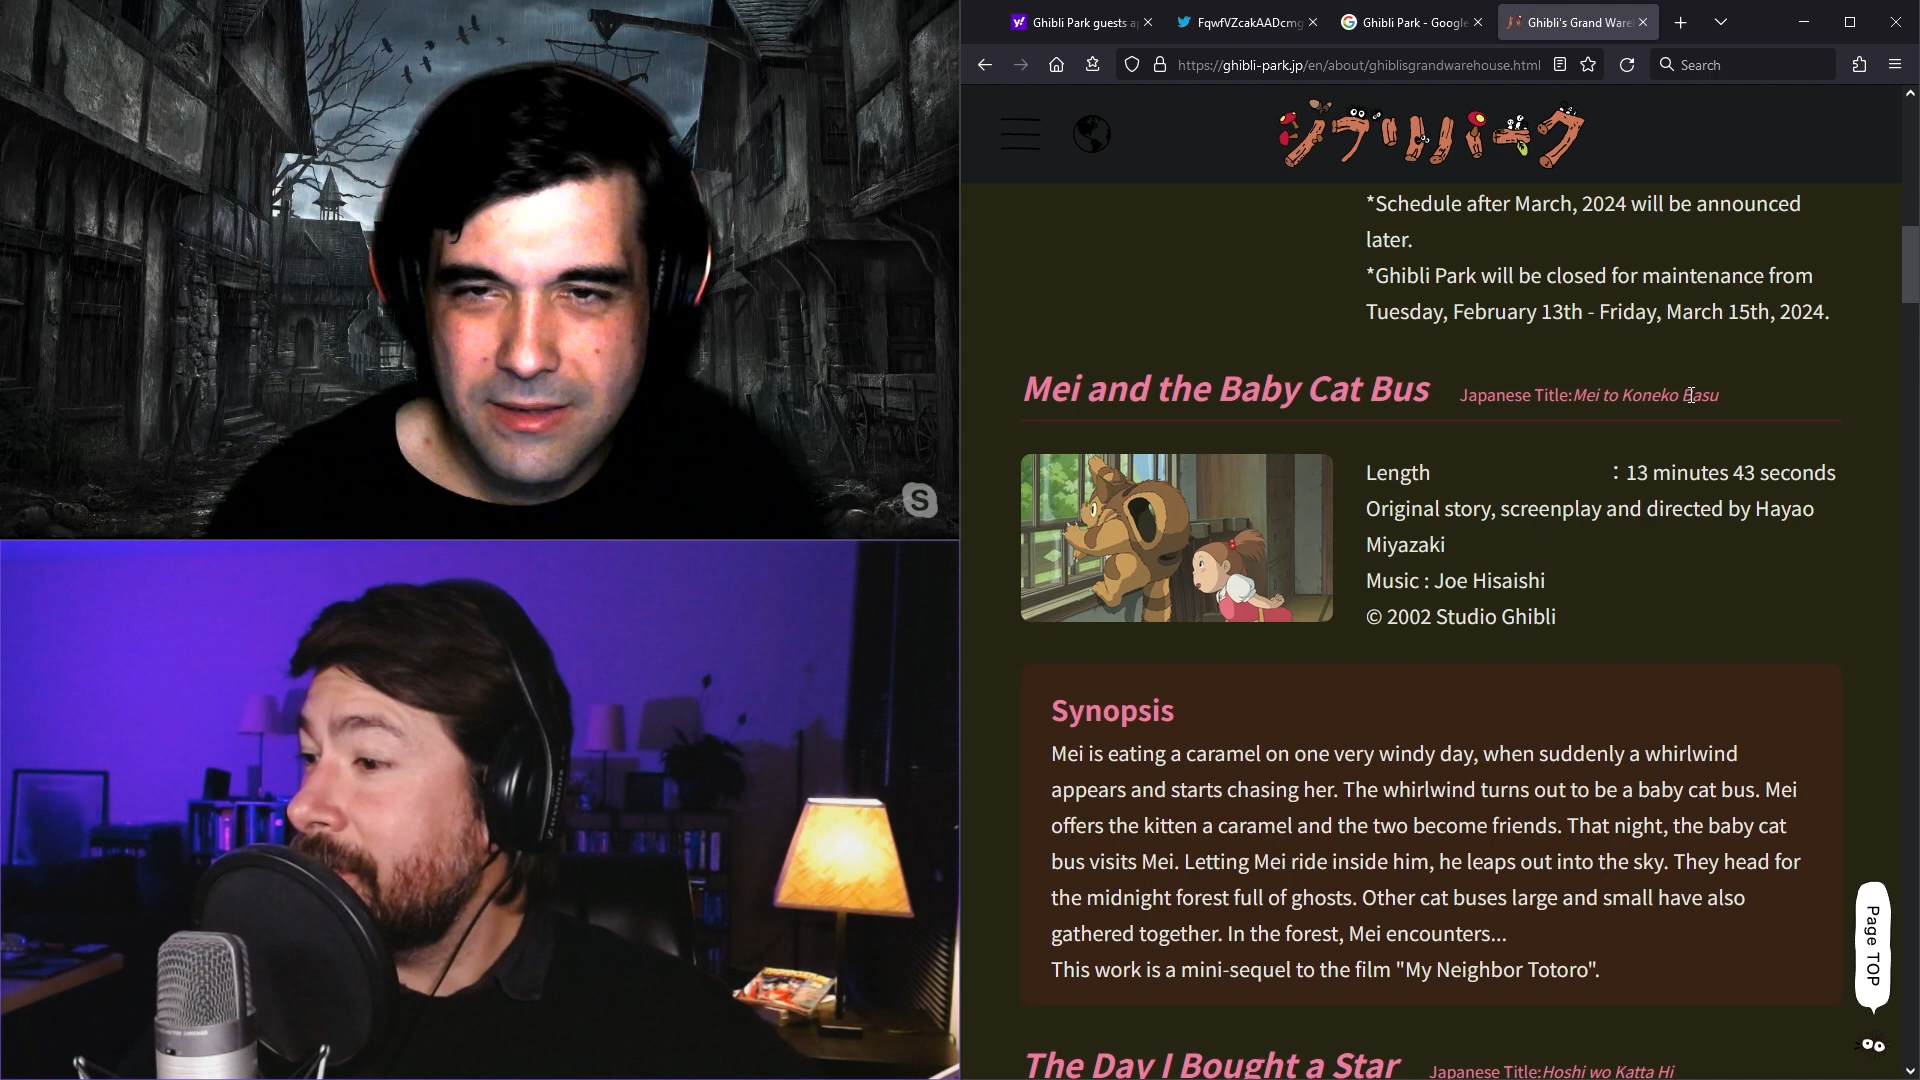 Ghibli Park guests a
FqwfVZcakAADcmg
Ghibli Park - Google
Ghibli's Grand Ware
https://ghibli-park.jp/en/about/ghiblisgrandwarehouse.html
Search
ジブリパーク
*Schedule after March, 2024 will be announced
later.
*Ghibli Park will be closed for maintenance from
Tuesday, February 13th - Friday, March 15th, 2024.
Mei and the Baby Cat Bus
Japanese Title:Mei to Koneko Basu
Length : 13 minutes 43 seconds
Original story, screenplay and directed by Hayao
Miyazaki
Music : Joe Hisaishi
© 2002 Studio Ghibli
Synopsis
Mei is eating a caramel on one very windy day, when suddenly a whirlwind
appears and starts chasing her. The whirlwind turns out to be a baby cat bus. Mei
offers the kitten a caramel and the two become friends. That night, the baby cat
bus visits Mei. Letting Mei ride inside him, he leaps out into the sky. They head for
the midnight forest full of ghosts. Other cat buses large and small have also
gathered together. In the forest, Mei encounters...
This work is a mini-sequel to the film "My Neighbor Totoro".
Page TOP
The Day I Bought a Star
Japanese Title:Hoshi wo Katta Hi